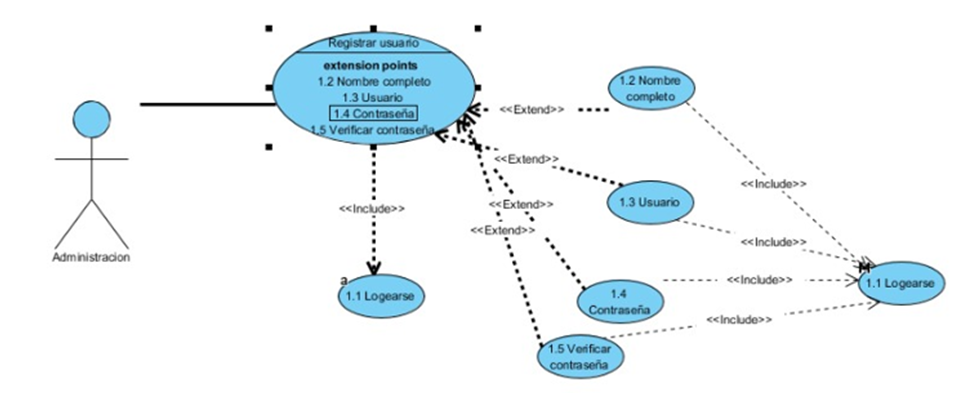 Registrar usuario
extension points
1.2 Nombre completo
1.3 Usuario
1.4 Contraseña
1.5 Verificar contraseña
Administracion
<<Include>>
a
1.1 Logearse
<<Extend>>
<<Extend>>
<<Extend>>
<<Extend>>
1.2 Nombre
completo
1.3 Usuario
1.4
Contraseña
1.5 Verificar
contraseña
<<Include>>
<<Include>>
<<Include>>
<<Include>>
1.1 Logearse